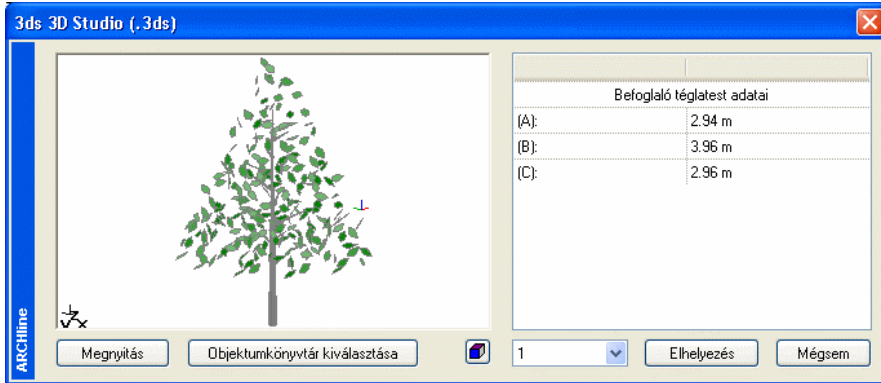 3ds 3D Studio (.3ds)
Befoglaló téglatest adatai
(A): 2.94 m
(B): 3.96 m
(C): 2.96 m
ARCHline
Megnyitás
Objektumkönyvtár kiválasztása
1
Elhelyezés
Mégsem